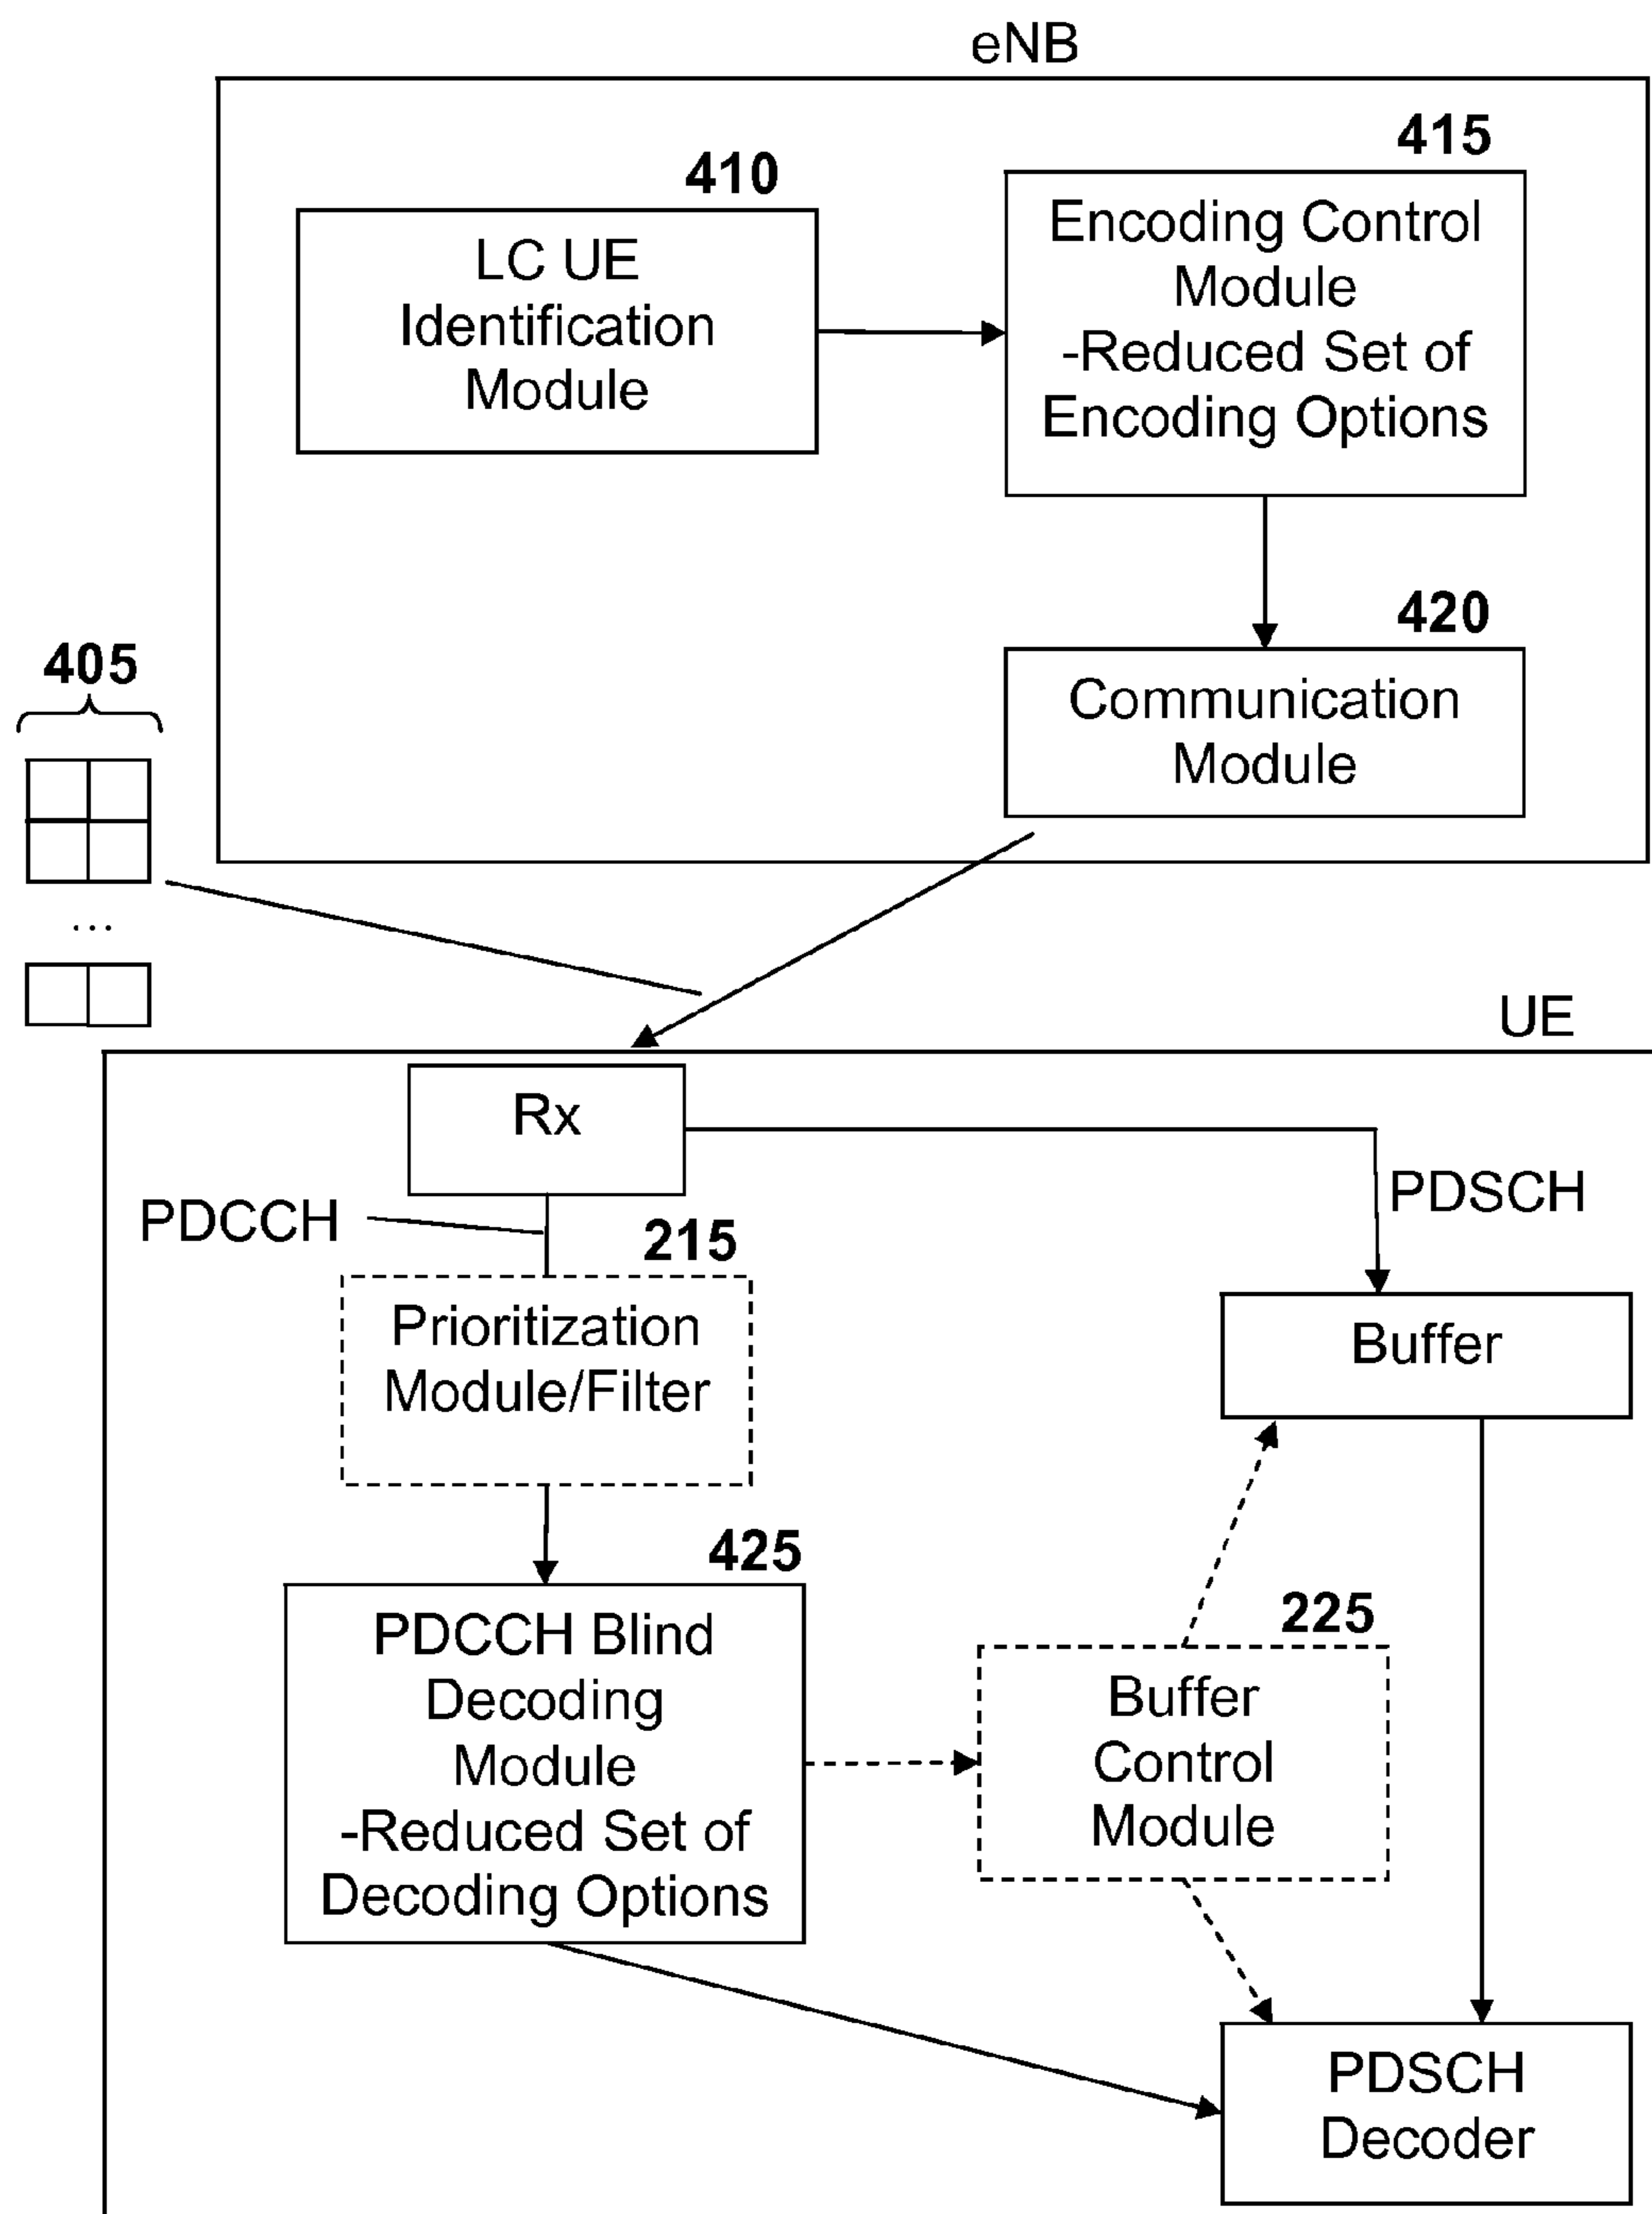 eNB
410
415
LC UE
Identification
Module
Encoding Control
Module
-Reduced Set of
Encoding Options
420
Communication
Module
405
...
UE
Rx
PDSCH
PDCCH
215
Prioritization
Module/Filter
Buffer
425
PDCCH Blind
Decoding
Module
-Reduced Set of
Decoding Options
225
Buffer
Control
Module
PDSCH
Decoder